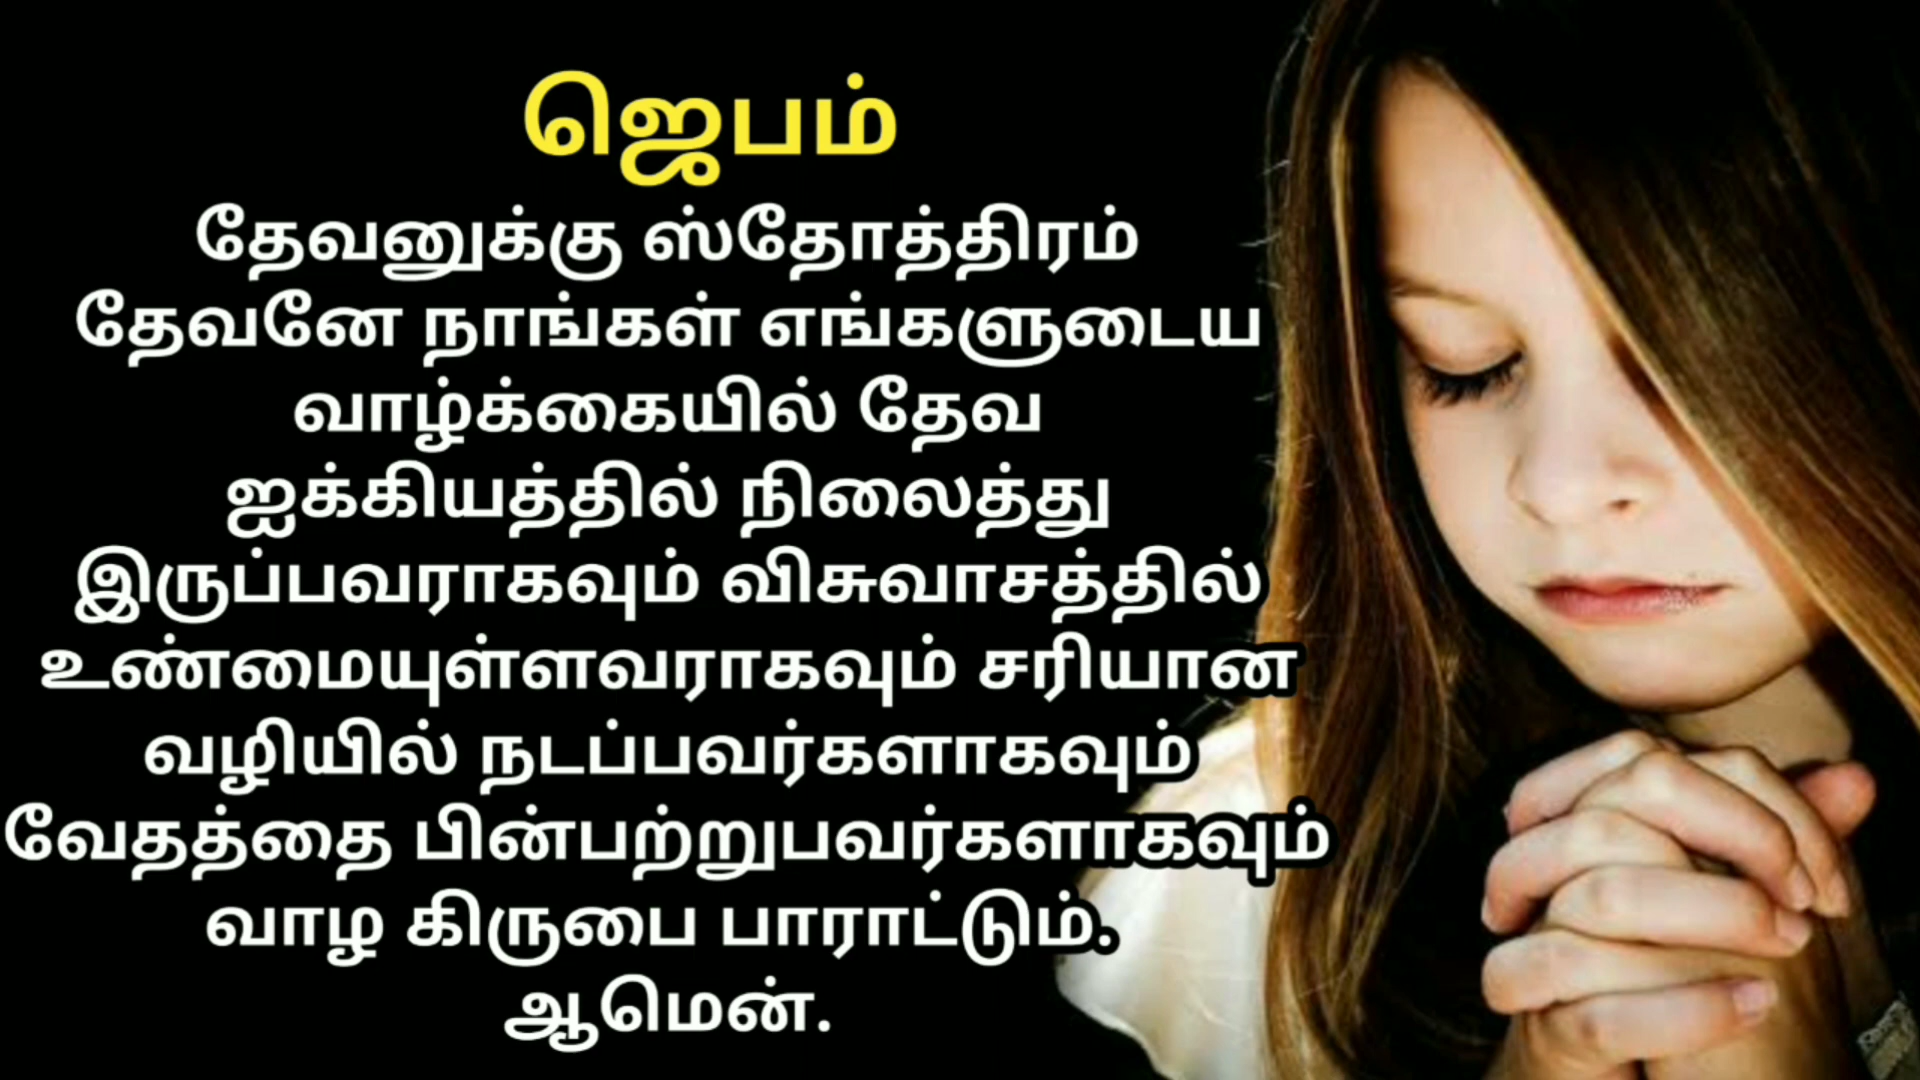 ஜெபம்
தேவனுக்கு ஸ்தோத்திரம்
தேவனே நாங்கள் எங்களுடைய
வாழ்க்கையில் தேவ
ஐக்கியத்தில் நிலைத்து
இருப்பவராகவும் விசுவாசத்தில்
உண்மையுள்ளவராகவும் சரியான
வழியில் நடப்பவர்களாகவும்
வேதத்தை பின்பற்றுபவர்களாகவும்
வாழ கிருபை பாராட்டும்.
ஆமென்.